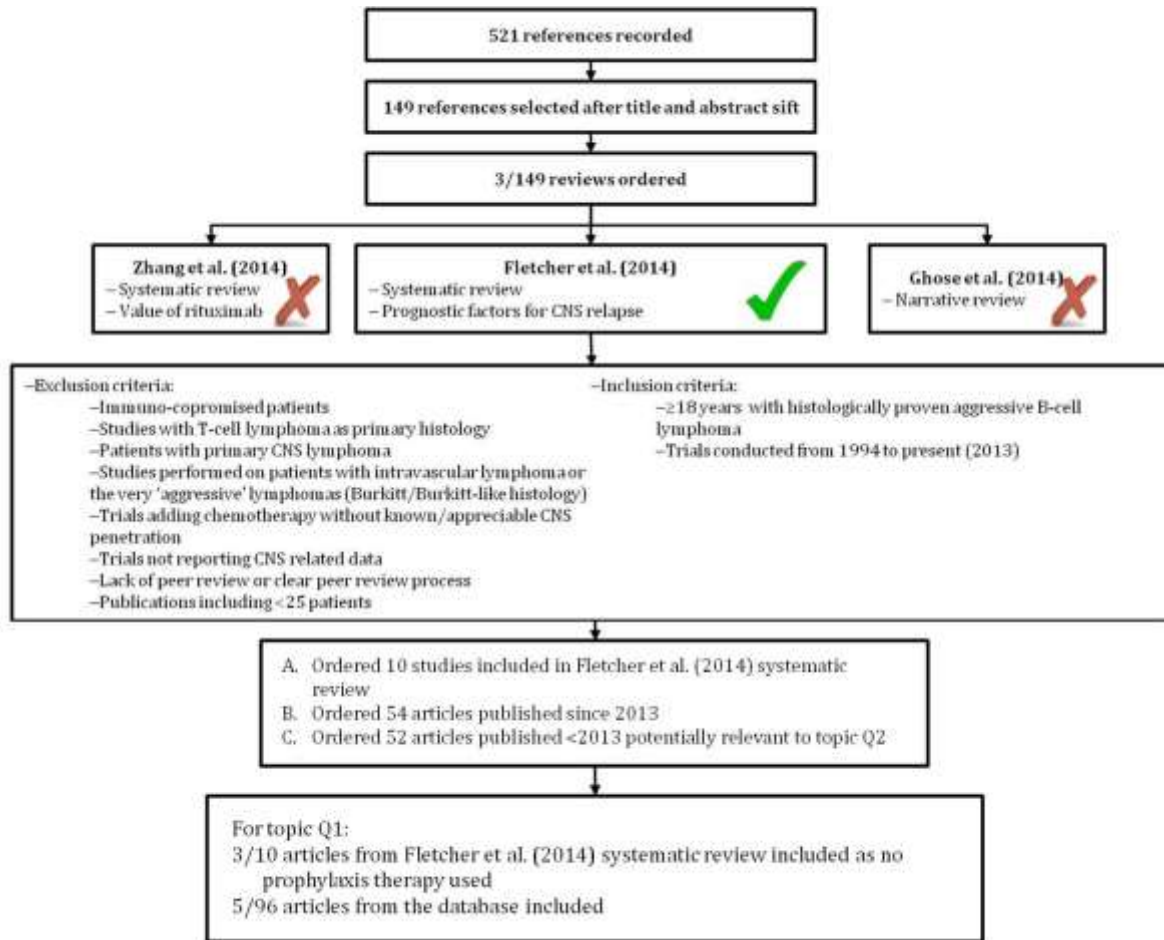 521 references recorded
149 references selected after title and abstract sift
3/149 reviews ordered
Zhang et al. (2014)
– Systematic review
– Value of rituximab
Fletcher et al. (2014)
– Systematic review
– Prognostic factors for CNS relapse
Ghose et al. (2014)
– Narrative review
–Exclusion criteria:
–Immuno-copromised patients
–Studies with T-cell lymphoma as primary histology
–Patients with primary CNS lymphoma
–Studies performed on patients with intravascular lymphoma or
the very 'aggressive' lymphomas (Burkitt/Burkitt-like histology)
–Trials adding chemotherapy without known/appreciable CNS
penetration
–Trials not reporting CNS related data
–Lack of peer review or clear peer review process
–Publications including <25 patients
–Inclusion criteria:
–≥18 years with histologically proven aggressive B-cell
lymphoma
–Trials conducted from 1994 to present (2013)
A. Ordered 10 studies included in Fletcher et al. (2014) systematic
review
B. Ordered 54 articles published since 2013
C. Ordered 52 articles published <2013 potentially relevant to topic Q2
For topic Q1:
3/10 articles from Fletcher et al. (2014) systematic review included as no
prophylaxis therapy used
5/96 articles from the database included